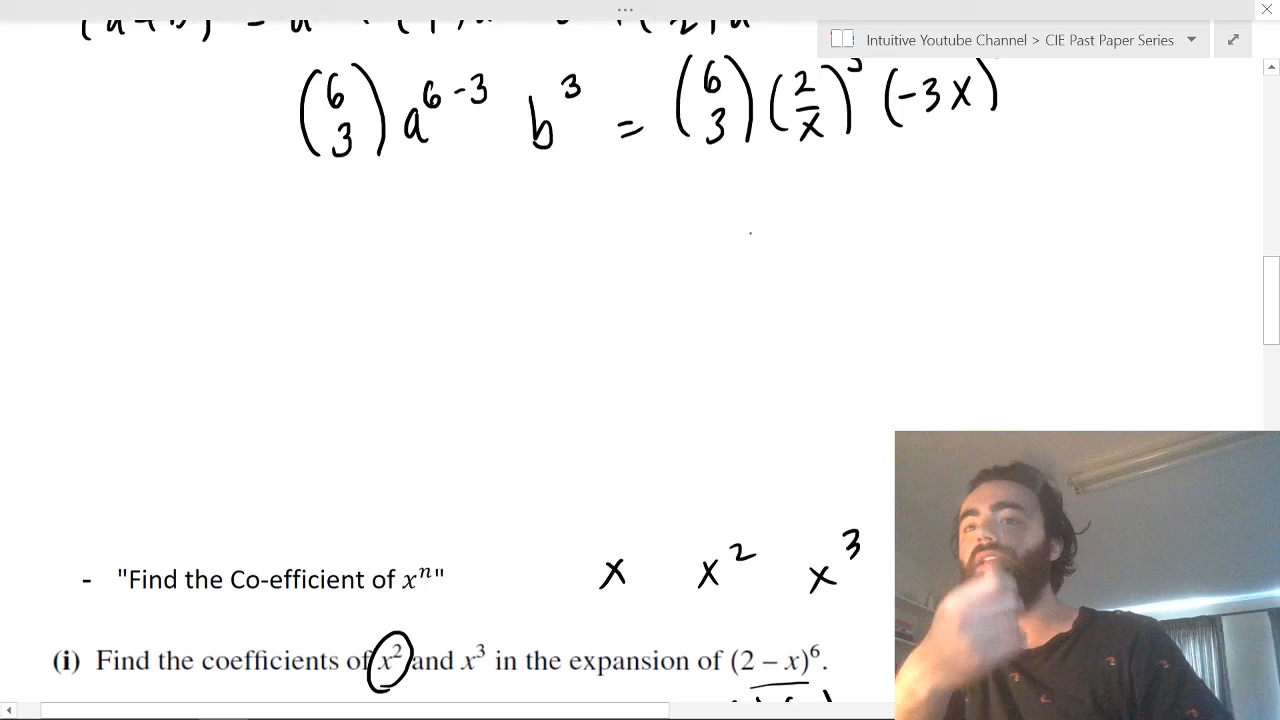 Intuitive Youtube Channel > CIE Past Paper Series
(6 3) a^{6-3} b^3 = (6 3) (2/x)^3 (-3x)
x x^2 x^3
- "Find the Co-efficient of x^n"
(i) Find the coefficients of x^2 and x^3 in the expansion of (2 – x)^6.